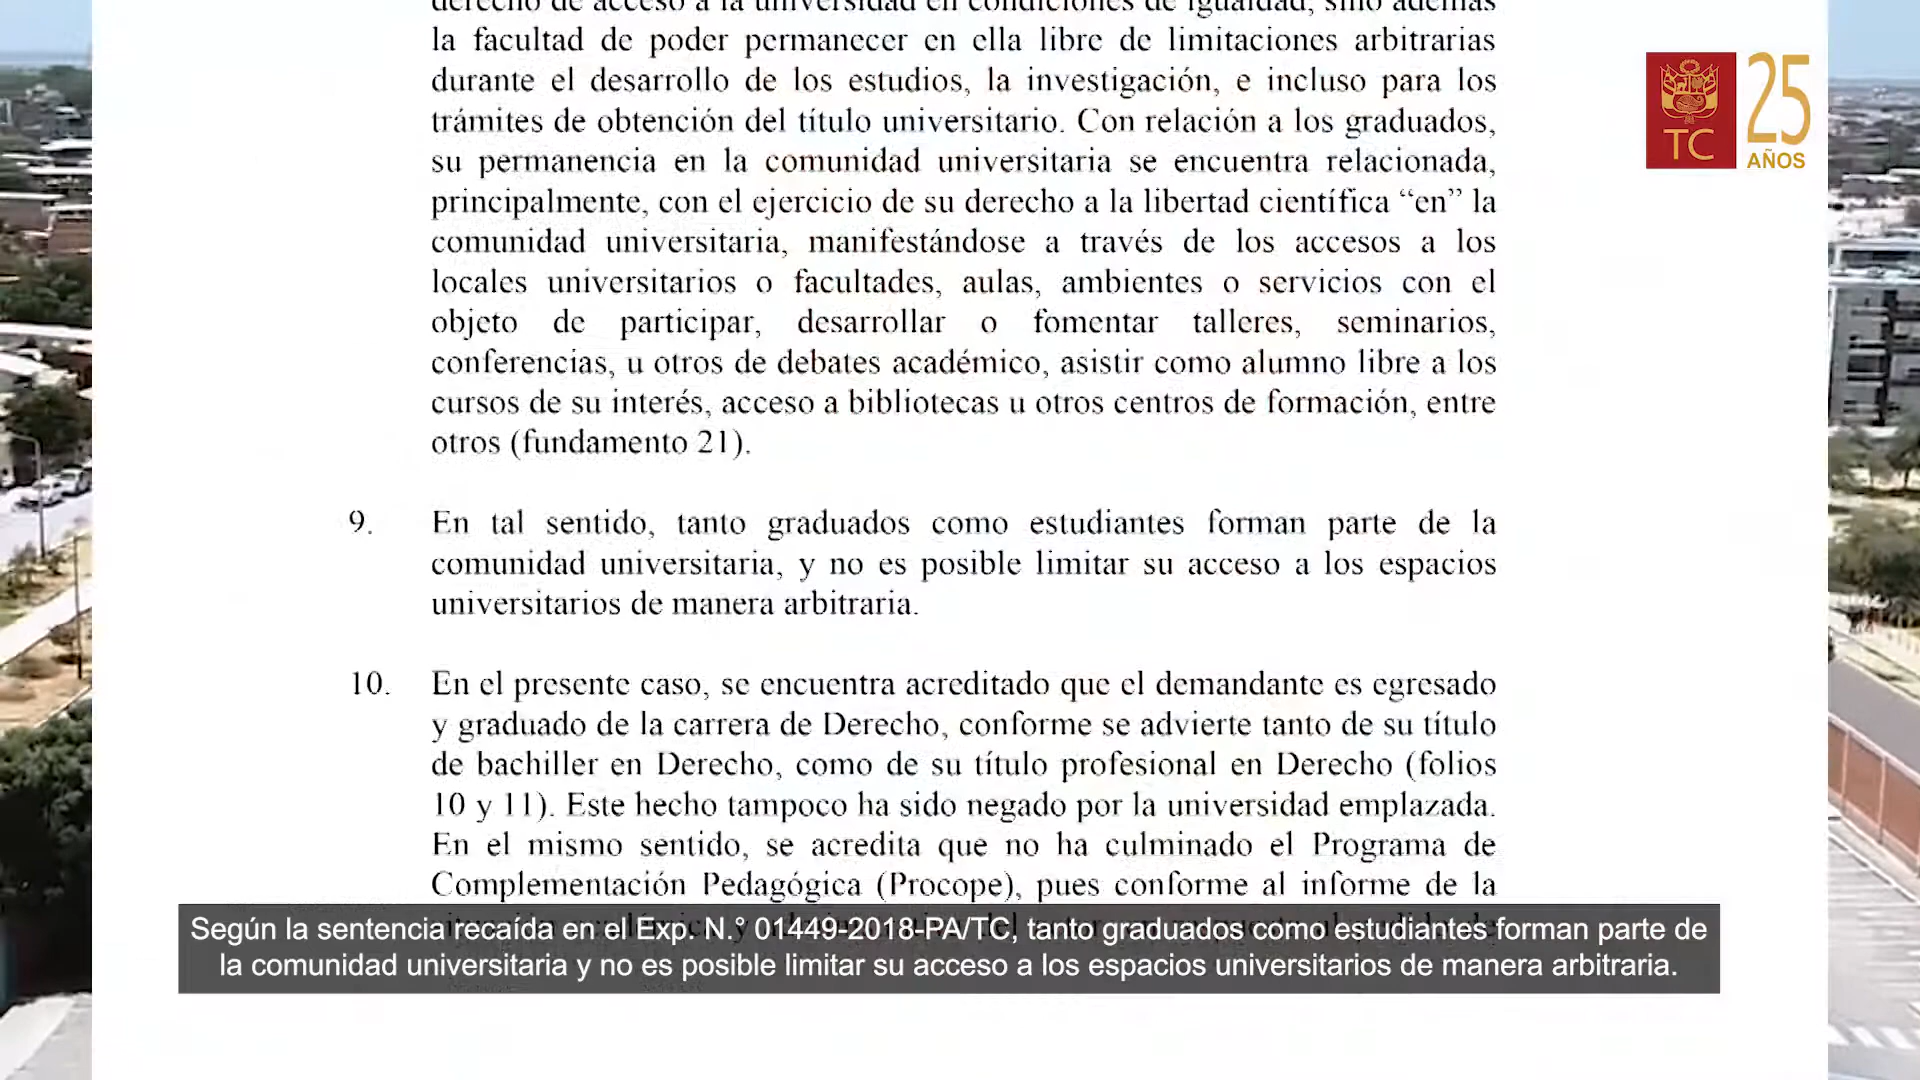 derecho de acceso a la universidad en condiciones de igualdad, sino además
la facultad de poder permanecer en ella libre de limitaciones arbitrarias
durante el desarrollo de los estudios, la investigación, e incluso para los
trámites de obtención del título universitario. Con relación a los graduados,
su permanencia en la comunidad universitaria se encuentra relacionada,
principalmente, con el ejercicio de su derecho a la libertad científica “en” la
comunidad universitaria, manifestándose a través de los accesos a los
locales universitarios o facultades, aulas, ambientes o servicios con el
objeto de participar, desarrollar o fomentar talleres, seminarios,
conferencias, u otros de debates académico, asistir como alumno libre a los
cursos de su interés, acceso a bibliotecas u otros centros de formación, entre
otros (fundamento 21).
9. En tal sentido, tanto graduados como estudiantes forman parte de la
comunidad universitaria, y no es posible limitar su acceso a los espacios
universitarios de manera arbitraria.
10. En el presente caso, se encuentra acreditado que el demandante es egresado
y graduado de la carrera de Derecho, conforme se advierte tanto de su título
de bachiller en Derecho, como de su título profesional en Derecho (folios
10 y 11). Este hecho tampoco ha sido negado por la universidad emplazada.
En el mismo sentido, se acredita que no ha culminado el Programa de
Complementación Pedagógica (Procope), pues conforme al informe de la
Según la sentencia recaída en el Exp. N.° 01449-2018-PA/TC, tanto graduados como estudiantes forman parte de
la comunidad universitaria y no es posible limitar su acceso a los espacios universitarios de manera arbitraria.
TC
25
AÑOS